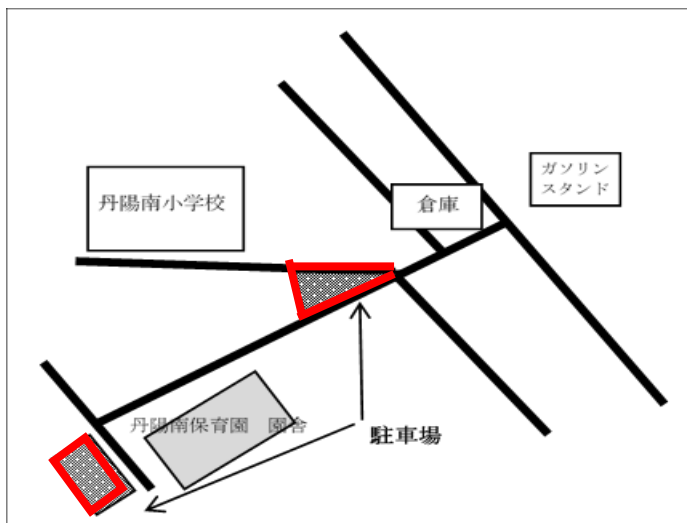 ガソリン
スタンド
倉庫
丹陽南小学校
丹陽南保育園 園舎
駐車場